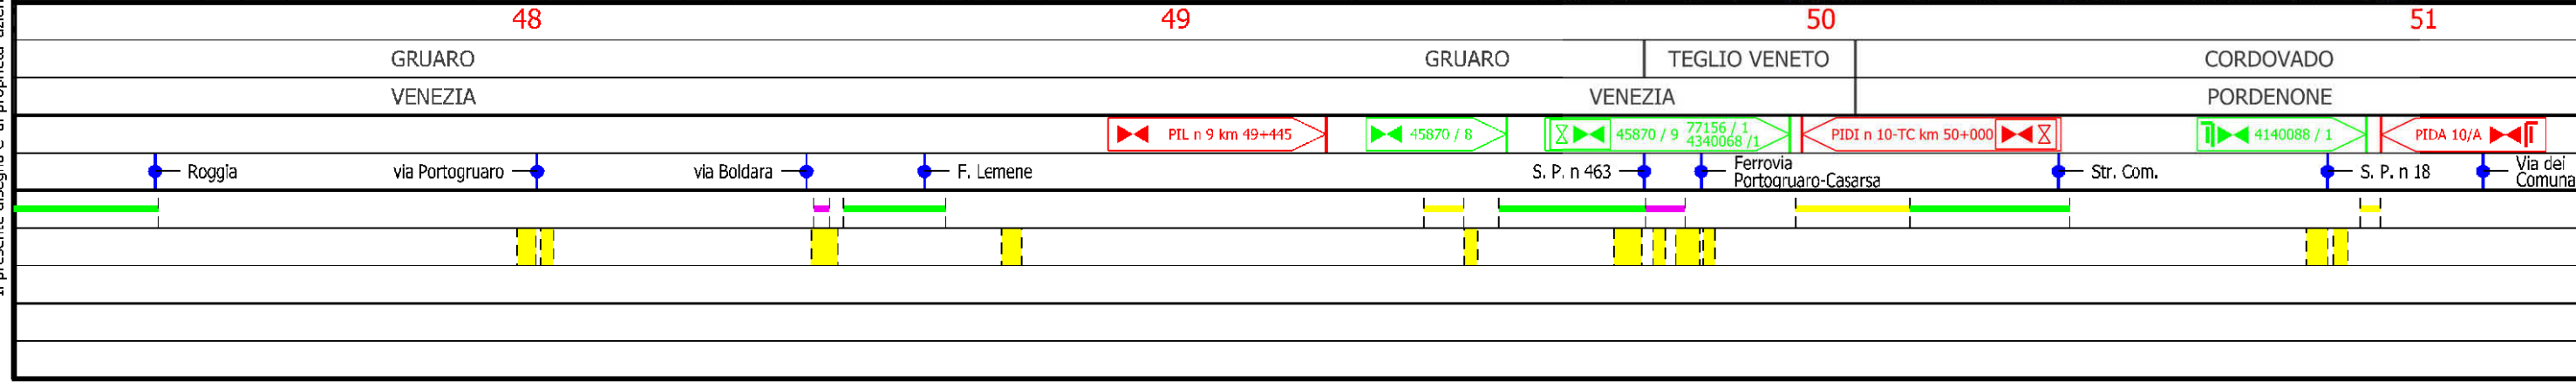 48 49 50 51
GRUARO GRUARO TEGLIO VENETO CORDOVADO
VENEZIA VENEZIA PORDENONE
PIL n 9 km 49+445 45870 / 8 45870 / 9 77156 / 1 PIDI n 10-TC km 50+000 4140088 / 1 PIDA 10/A
4340068 /1
Roggia via Portogruaro via Boldara F. Lemene S. P. n 463 Ferrovia Str. Com. S. P. n 18 Via dei
Portogruaro-Casarsa Comuna